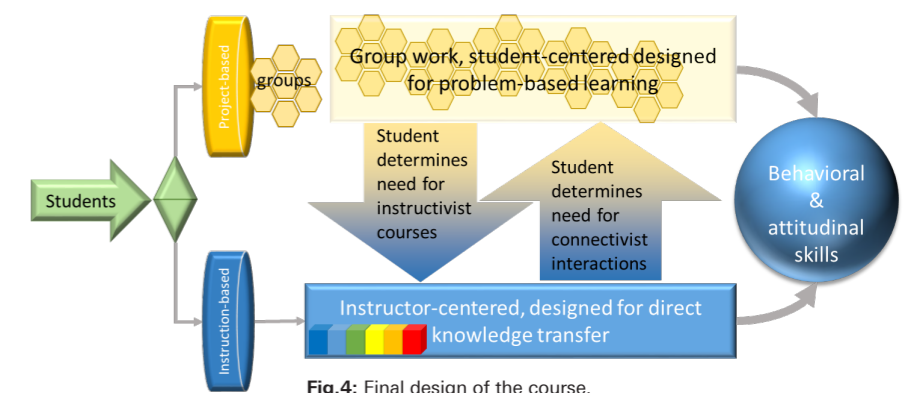 Project-based
groups
Group work, student-centered designed
for problem-based learning
Students
Student
determines
need for
instructivist
courses
Student
determines
need for
connectivist
interactions
Behavioral
&
attitudinal
skills
Instruction-based
Instructor-centered, designed for direct
knowledge transfer
Fig.4: Final design of the course.